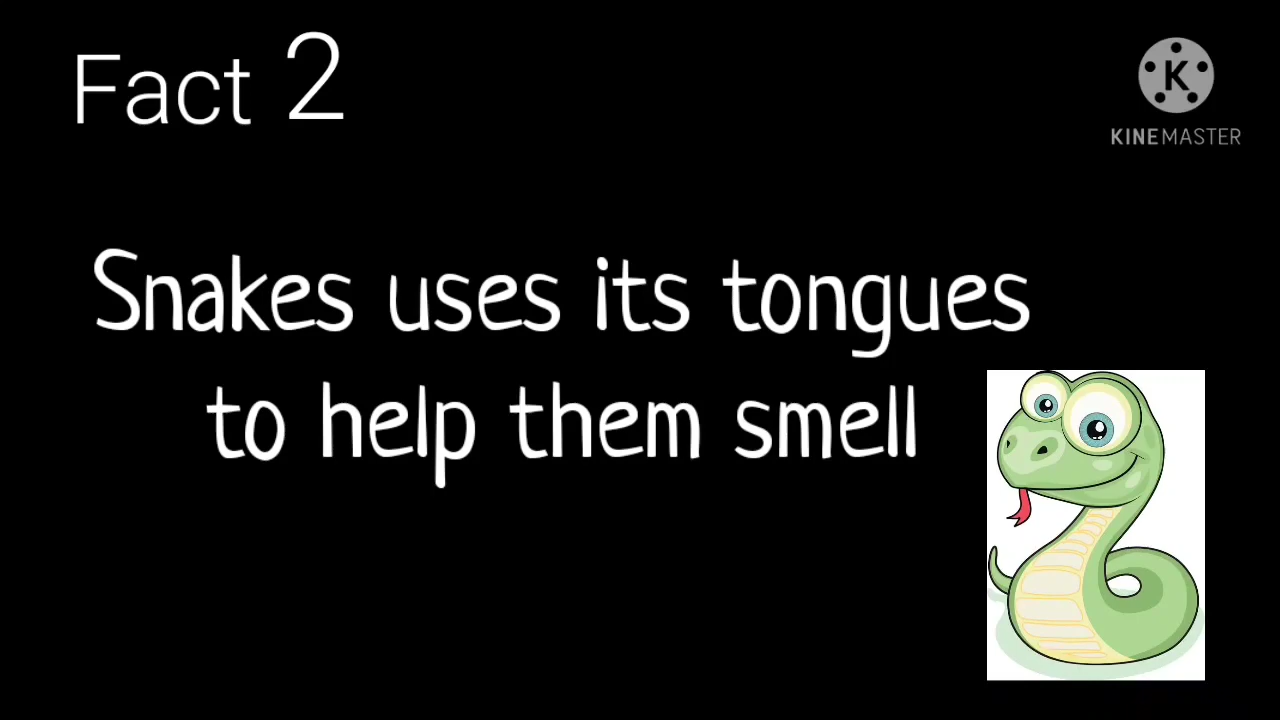 Fact 2
K
KINEMASTER
Snakes uses its tongues
to help them smell